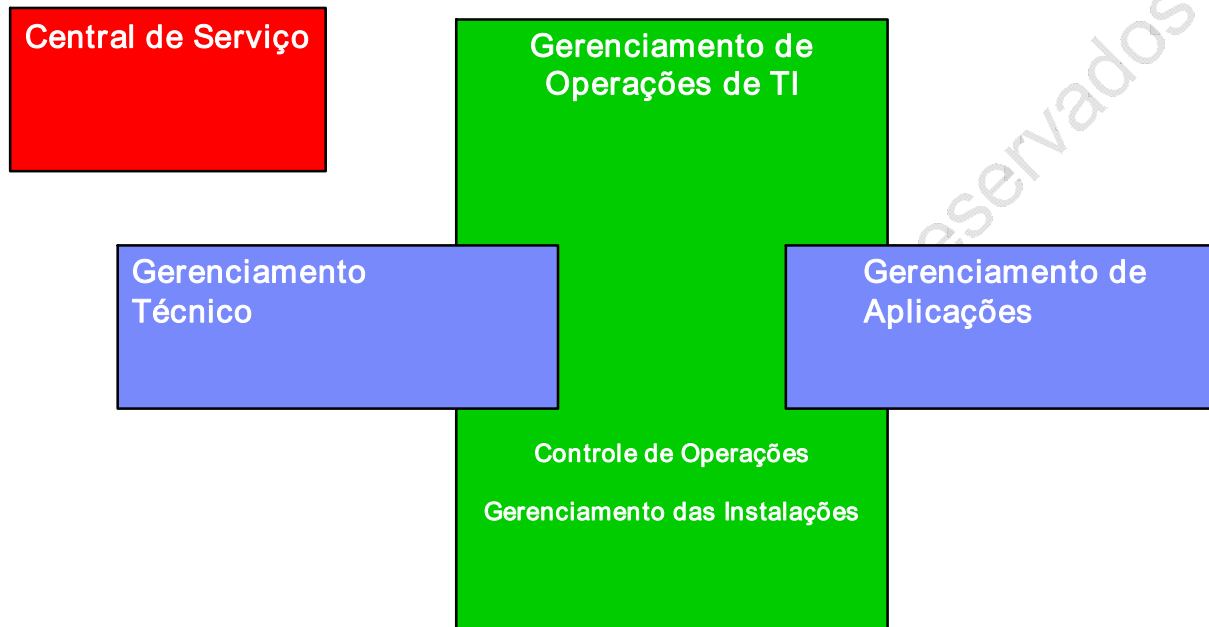 Central de Serviço
Gerenciamento de
Operações de TI
Gerenciamento
Técnico
Gerenciamento de
Aplicações
Controle de Operações
Gerenciamento das Instalações